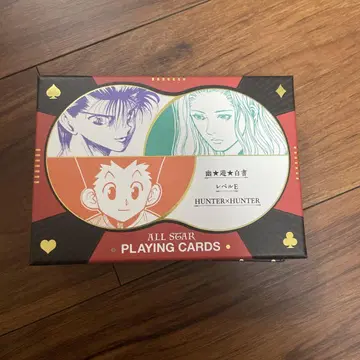 幽★遊★白書
レベルE
HUNTER×HUNTER
ALL STAR
PLAYING CARDS